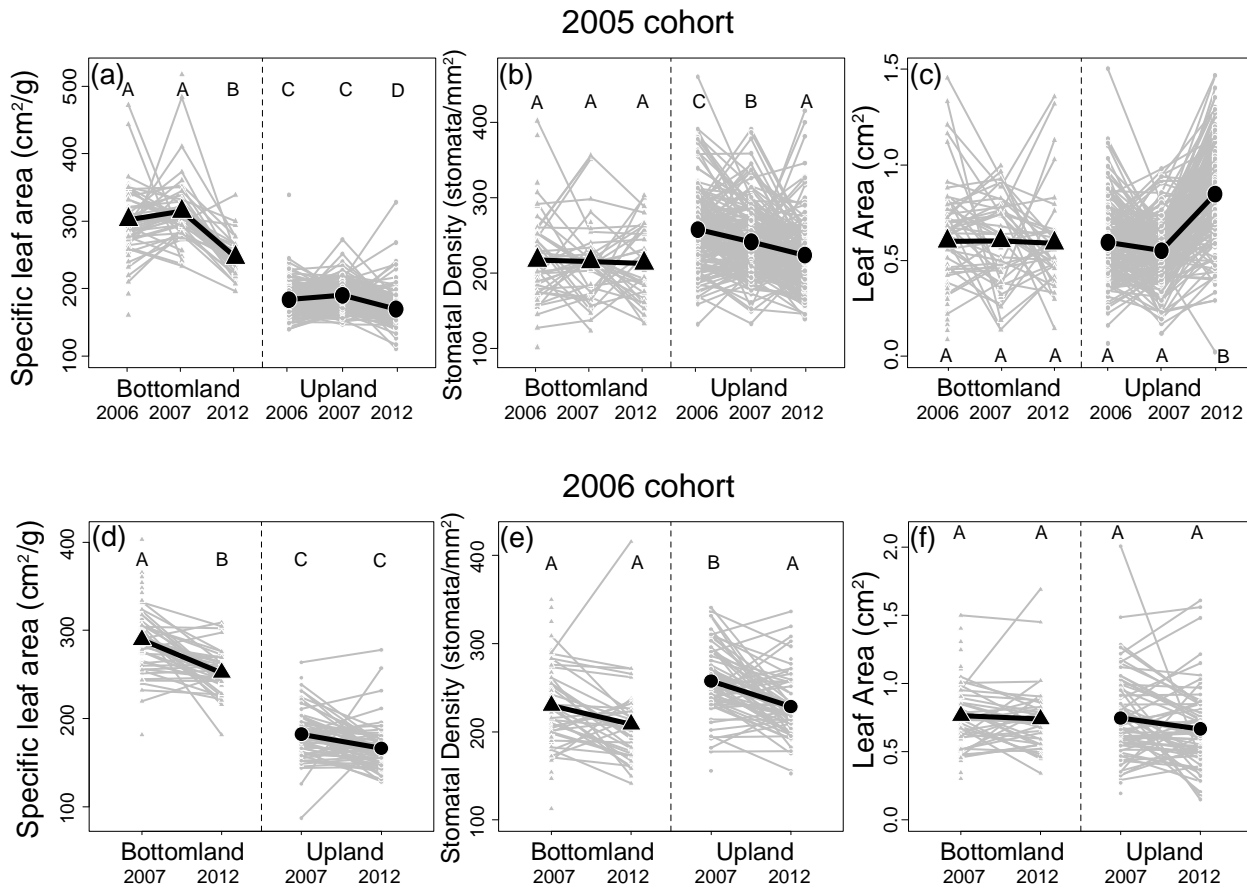 2005 cohort
(a)
Specific leaf area (cm²/g)
500
400
300
200
100
A A B C C D
Bottomland Upland
2006 2007 2012 2006 2007 2012
(b)
Stomatal Density (stomata/mm²)
400
300
200
100
A A A C B A
Bottomland Upland
2006 2007 2012 2006 2007 2012
(c)
Leaf Area (cm²)
1.5
1.0
0.5
0.0
A A A A A B
Bottomland Upland
2006 2007 2012 2006 2007 2012
2006 cohort
(d)
Specific leaf area (cm²/g)
400
300
200
100
A B C C
Bottomland Upland
2007 2012 2007 2012
(e)
Stomatal Density (stomata/mm²)
400
300
200
100
A A B A
Bottomland Upland
2007 2012 2007 2012
(f)
Leaf Area (cm²)
2.0
1.5
1.0
0.5
0.0
A A A A
Bottomland Upland
2007 2012 2007 2012